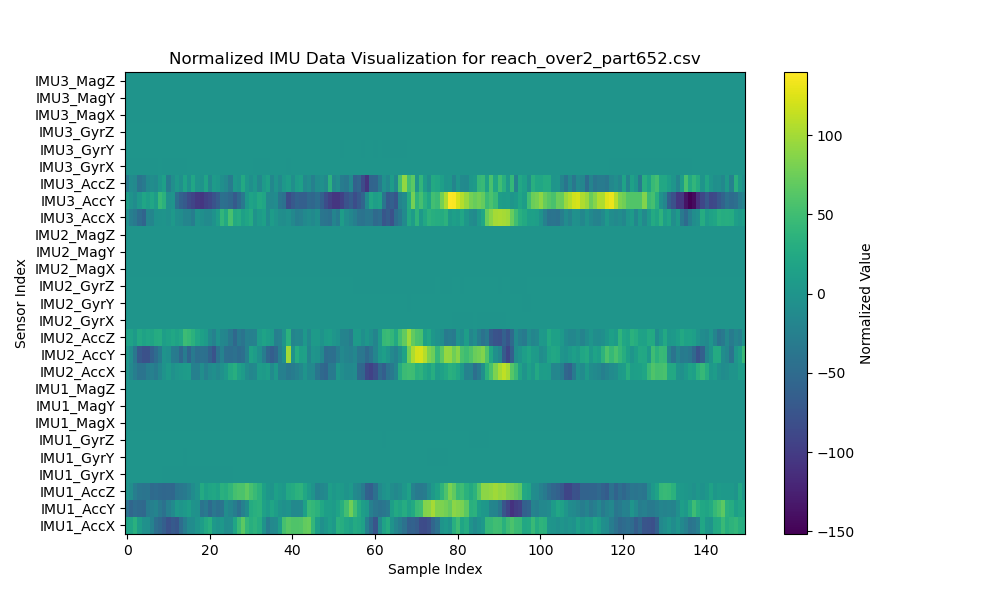 Normalized IMU Data Visualization for reach_over2_part652.csv
IMU3_MagZ
IMU3_MagY
IMU3_MagX
IMU3_GyrZ
IMU3_GyrY
IMU3_GyrX
IMU3_AccZ
IMU3_AccY
IMU3_AccX
IMU2_MagZ
IMU2_MagY
IMU2_MagX
IMU2_GyrZ
IMU2_GyrY
IMU2_GyrX
IMU2_AccZ
IMU2_AccY
IMU2_AccX
IMU1_MagZ
IMU1_MagY
IMU1_MagX
IMU1_GyrZ
IMU1_GyrY
IMU1_GyrX
IMU1_AccZ
IMU1_AccY
IMU1_AccX
Sensor Index
0 20 40 60 80 100 120 140
Sample Index
100
50
0
−50
−100
−150
Normalized Value